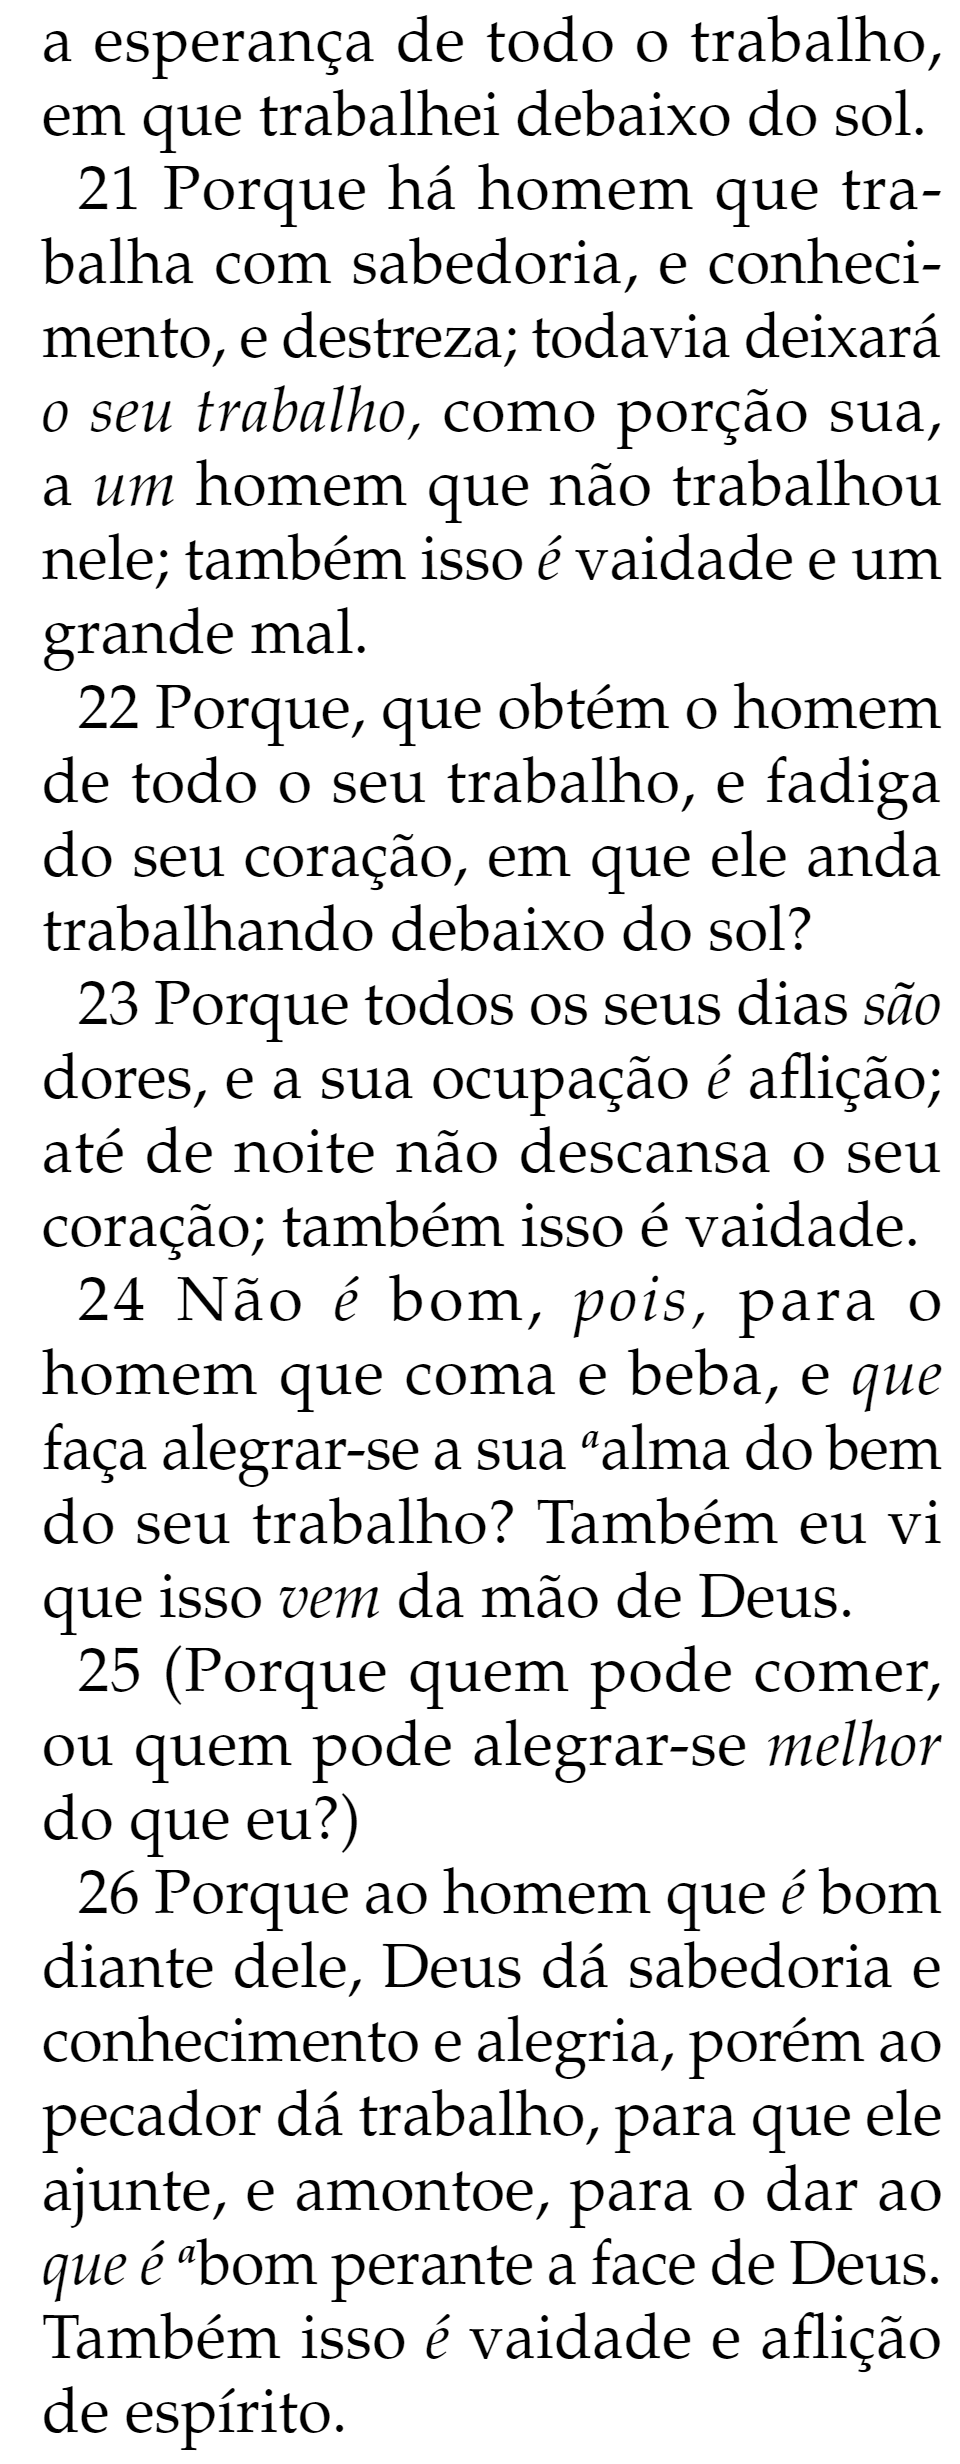 a esperança de todo o trabalho,
em que trabalhei debaixo do sol.
21 Porque há homem que tra-
balha com sabedoria, e conheci-
mento, e destreza; todavia deixará
o seu trabalho, como porção sua,
a um homem que não trabalhou
nele; também isso é vaidade e um
grande mal.
22 Porque, que obtém o homem
de todo o seu trabalho, e fadiga
do seu coração, em que ele anda
trabalhando debaixo do sol?
23 Porque todos os seus dias são
dores, e a sua ocupação é aflição;
até de noite não descansa o seu
coração; também isso é vaidade.
24 Não é bom, pois, para o
homem que coma e beba, e que
faça alegrar-se a sua ᵃalma do bem
do seu trabalho? Também eu vi
que isso vem da mão de Deus.
25 (Porque quem pode comer,
ou quem pode alegrar-se melhor
do que eu?)
26 Porque ao homem que é bom
diante dele, Deus dá sabedoria e
conhecimento e alegria, porém ao
pecador dá trabalho, para que ele
ajunte, e amontoe, para o dar ao
que é ᵃbom perante a face de Deus.
Também isso é vaidade e aflição
de espírito.